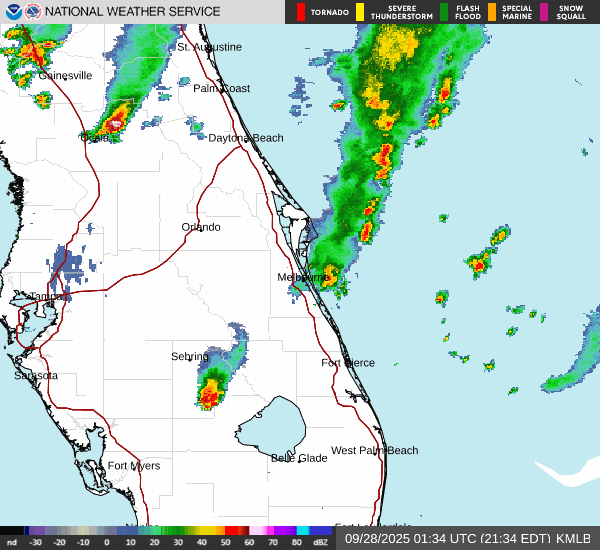 NATIONAL WEATHER SERVICE
TORNADO
SEVERE THUNDERSTORM
FLASH FLOOD
SPECIAL MARINE
SNOW SQUALL
St. Augustine
Gainesville
Palm Coast
Ocala
Daytona Beach
Orlando
Melbourne
Tampa
Sebring
Fort Pierce
Sarasota
West Palm Beach
Belle Glade
Fort Myers
nd -30 -20 -10 0 10 20 30 40 50 60 70 80 dBZ
09/28/2025 01:34 UTC (21:34 EDT) KMLB